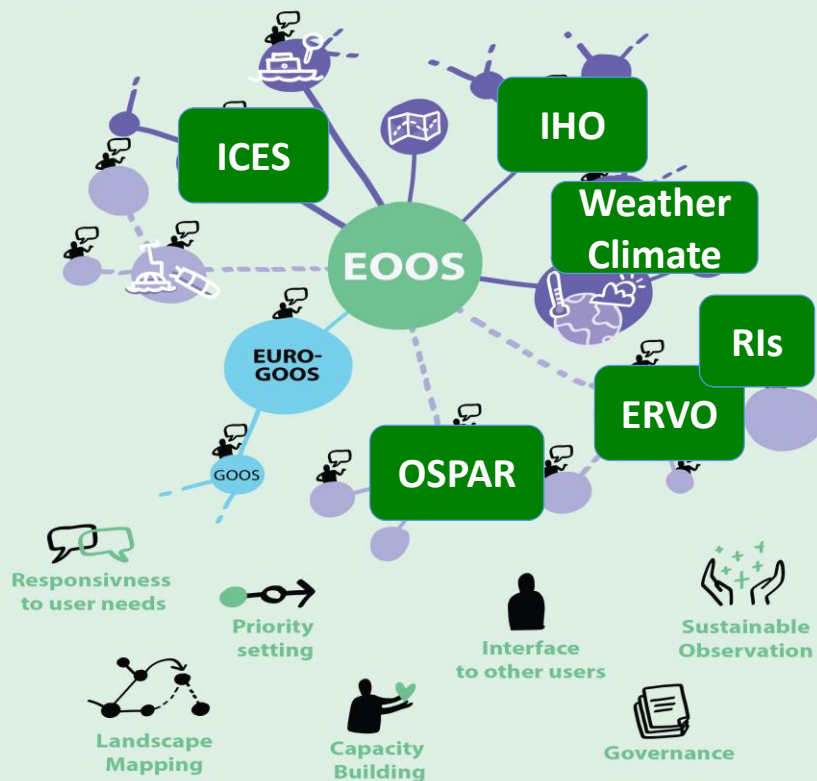 ICES
IHO
Weather
Climate
EOOS
RIs
EURO-
GOOS
ERVO
GOOS
OSPAR
Responsivness
to user needs
Priority
setting
Interface
to other users
Sustainable
Observation
Landscape
Mapping
Capacity
Building
Governance